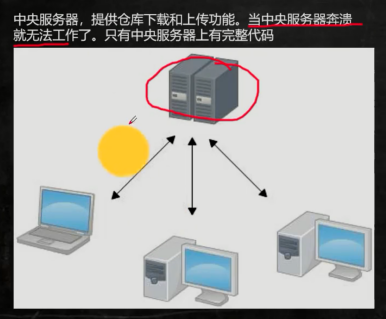 中央服务器，提供仓库下载和上传功能。当中央服务器奔溃
就无法工作了。只有中央服务器上有完整代码